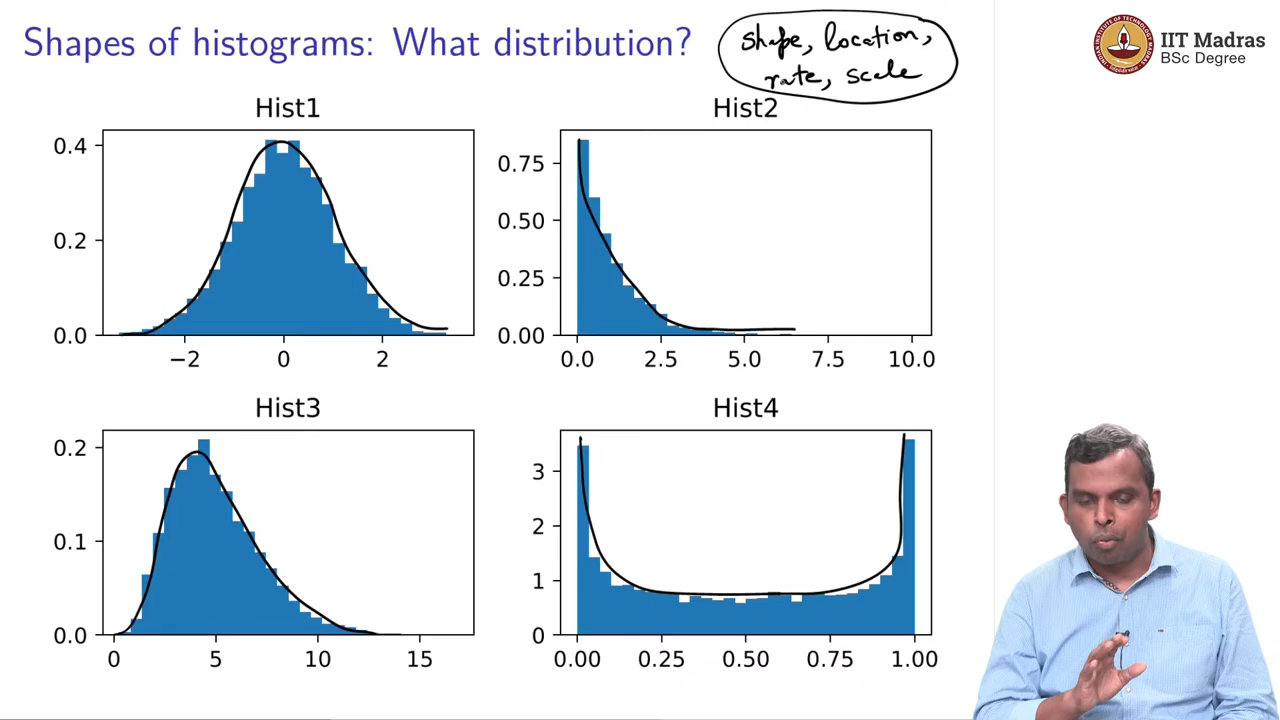 Shapes of histograms: What distribution?
shape, location,
rate, scale
IIT Madras
BSc Degree
Hist1
0.4
0.2
0.0
−2 0 2
Hist2
0.75
0.50
0.25
0.00
0.0 2.5 5.0 7.5 10.0
Hist3
0.2
0.1
0.0
0 5 10 15
Hist4
3
2
1
0
0.00 0.25 0.50 0.75 1.00